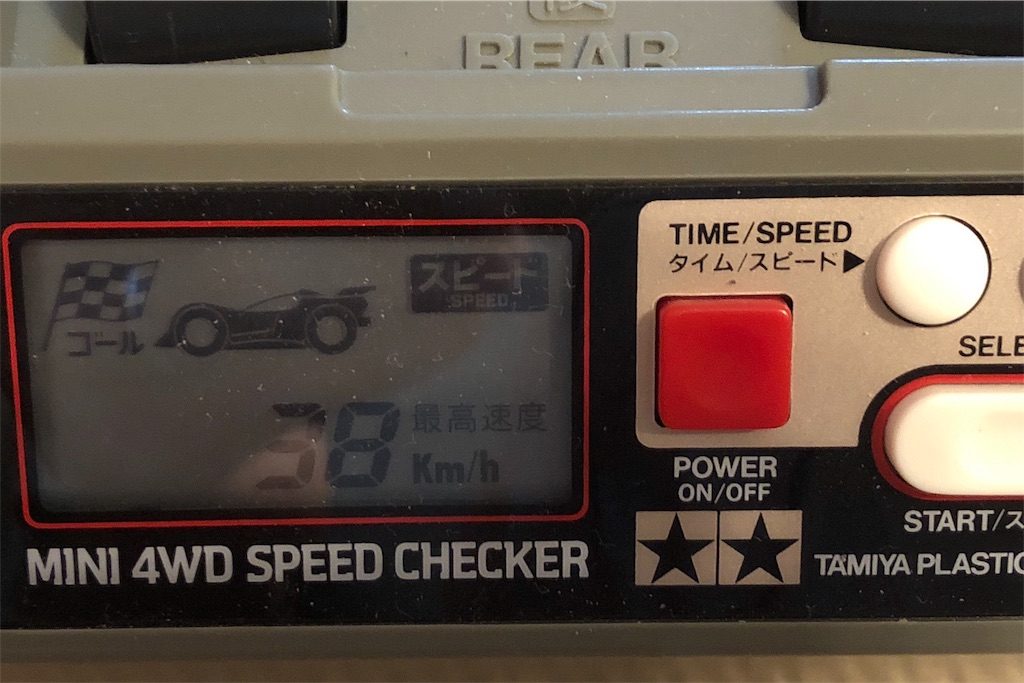 REAR
TIME/SPEED
タイム/スピード▶
スピード
SPEED
ゴール
SELE
38 最高速度
Km/h
POWER
ON/OFF
START/ス
MINI 4WD SPEED CHECKER
TAMIYA PLASTIC